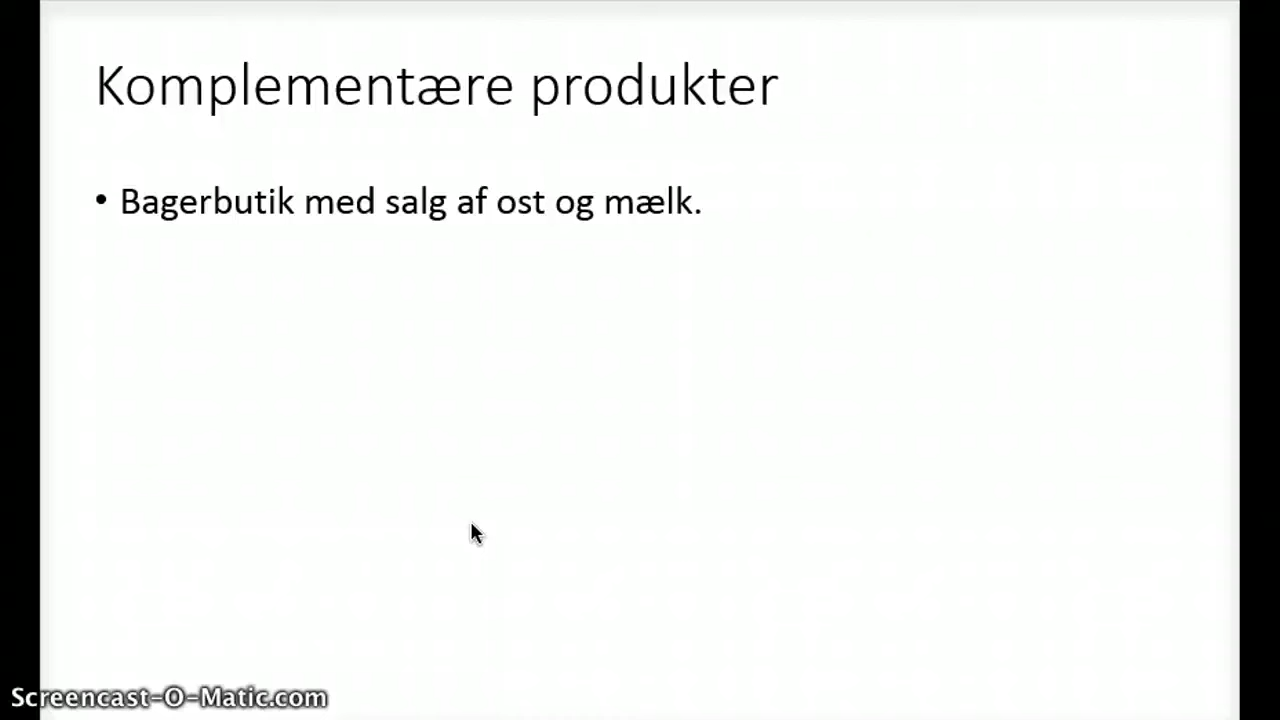 Komplementære produkter
• Bagerbutik med salg af ost og mælk.
Screencast-O-Matic.com